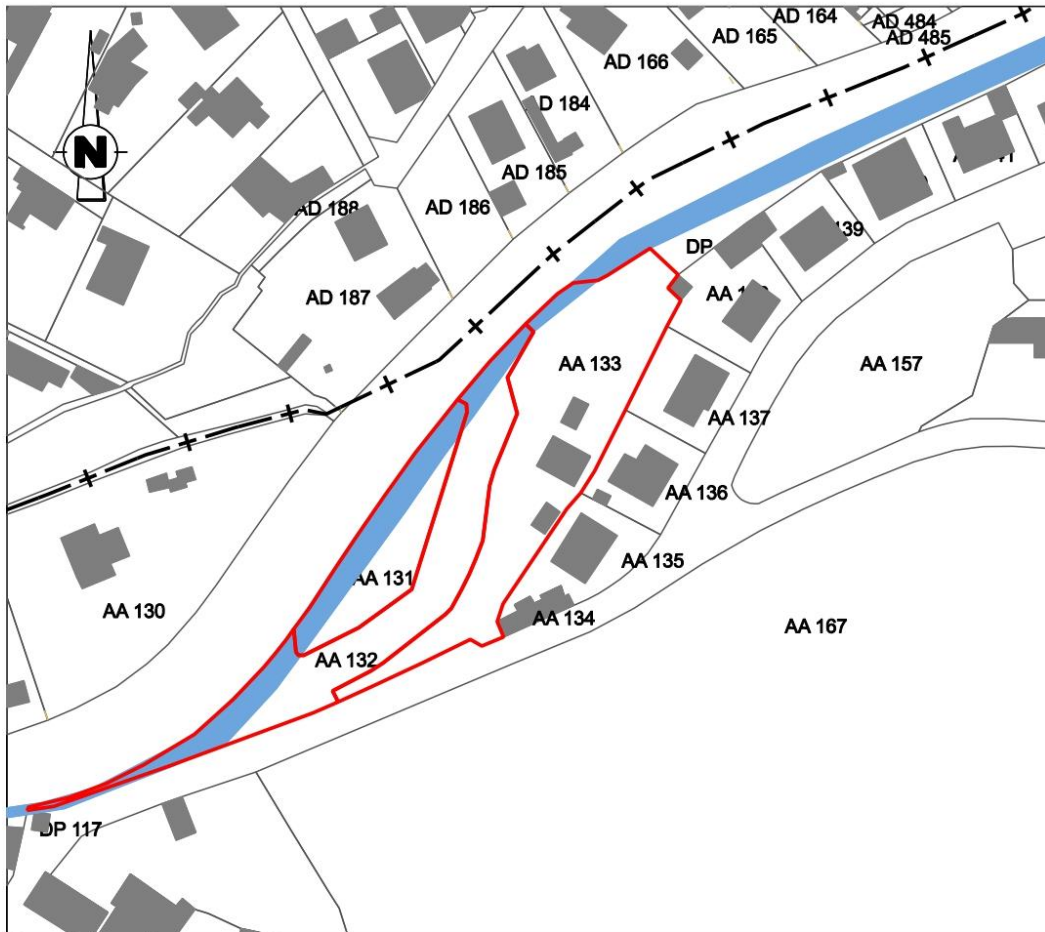 AD 164
AD 484
AD 165
AD 485
AD 166
N
D 184
AD 185
AD 188
AD 186
DP
139
AD 187
AA
AA 133
AA 157
AA 137
AA 136
AA 135
AA 131
AA 130
AA 134
AA 167
AA 132
DP 117